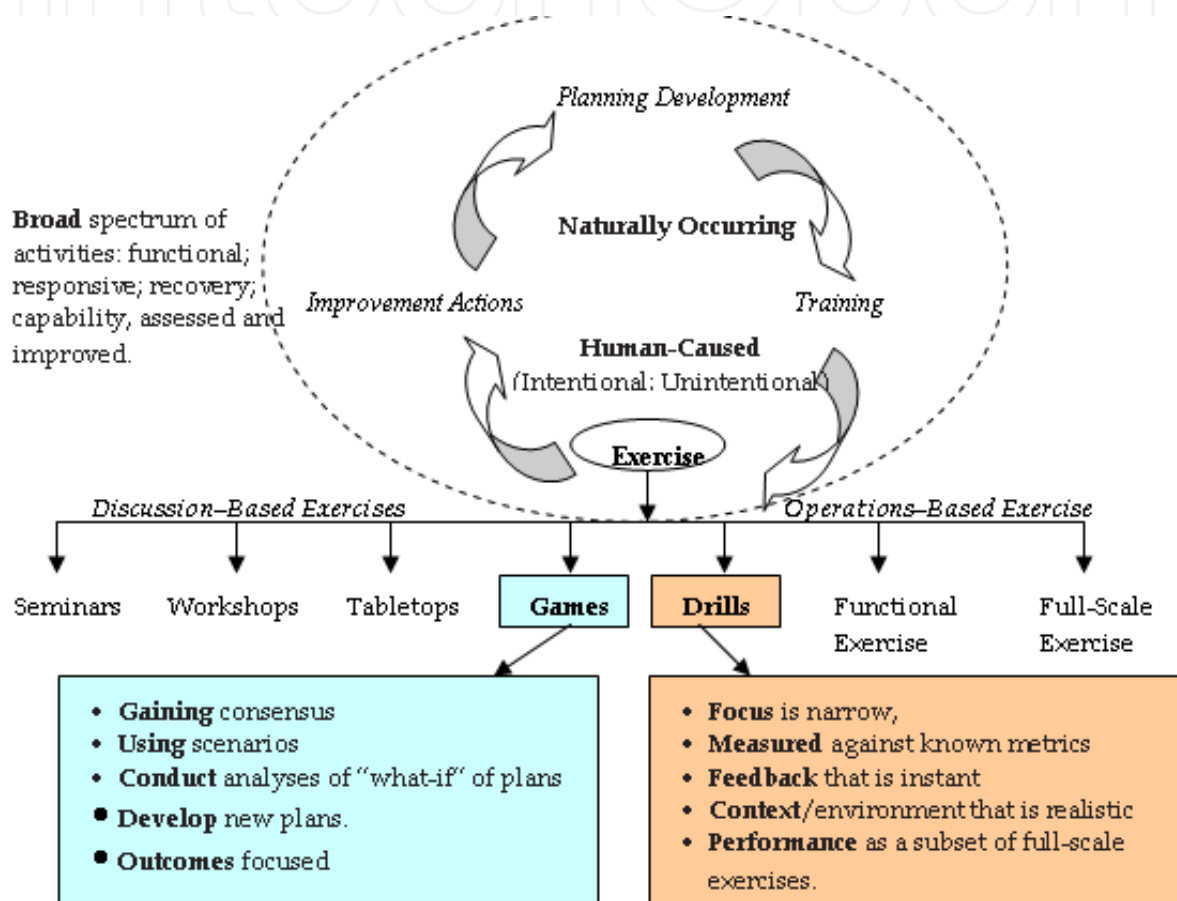 Planning Development
Broad spectrum of
activities: functional;
responsive; recovery;
capability, assessed and
improved.
Naturally Occurring
Improvement Actions
Training
Human-Caused
(Intentional: Unintentional)
Exercise
Discussion–Based Exercises
Operations–Based Exercise
Seminars
Workshops
Tabletops
Games
Drills
Functional
Exercise
Full-Scale
Exercise
• Gaining consensus
• Using scenarios
• Conduct analyses of “what-if” of plans
• Develop new plans.
• Outcomes focused
• Focus is narrow,
• Measured against known metrics
• Feedback that is instant
• Context/environment that is realistic
• Performance as a subset of full-scale
exercises.